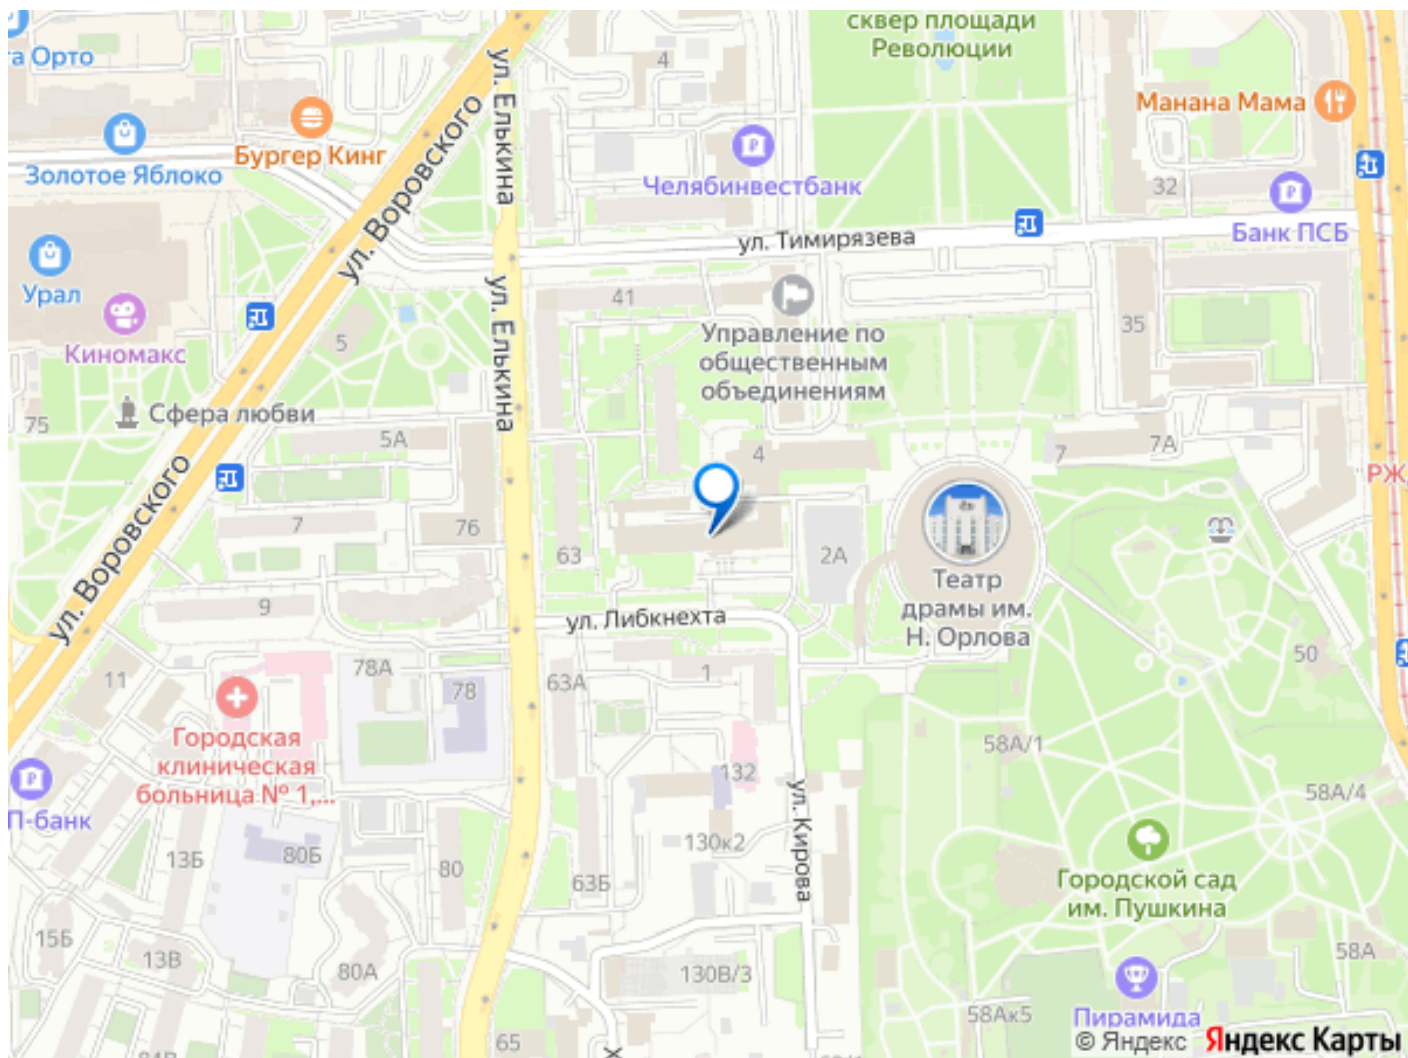 сквер площади
Революции
та Орто
4
Манана Мама
Бургер Кинг
Золотое Яблоко
ул. Воровского
ул. Елькина
Челябинвестбанк
32
Банк ПСБ
ул. Тимирязева
Урал
Киномакс
41
ул. Елькина
5
Управление по
общественным
объединениям
35
75
Сфера любви
5А
4
7
7А
РЖ
ул. Воровского
7
76
63
2А
Театр
драмы им.
Н. Орлова
9
ул. Либкнехта
50
11
78А
78
63А
1
Городская
клиническая
больница № 1,...
58А/1
132
П-банк
ул. Кирова
58А/4
13Б
80Б
80
130к2
63Б
Городской сад
им. Пушкина
15Б
13В
80А
130В/3
58А
58Ак5
Пирамида
65
© Яндекс Яндекс Карты